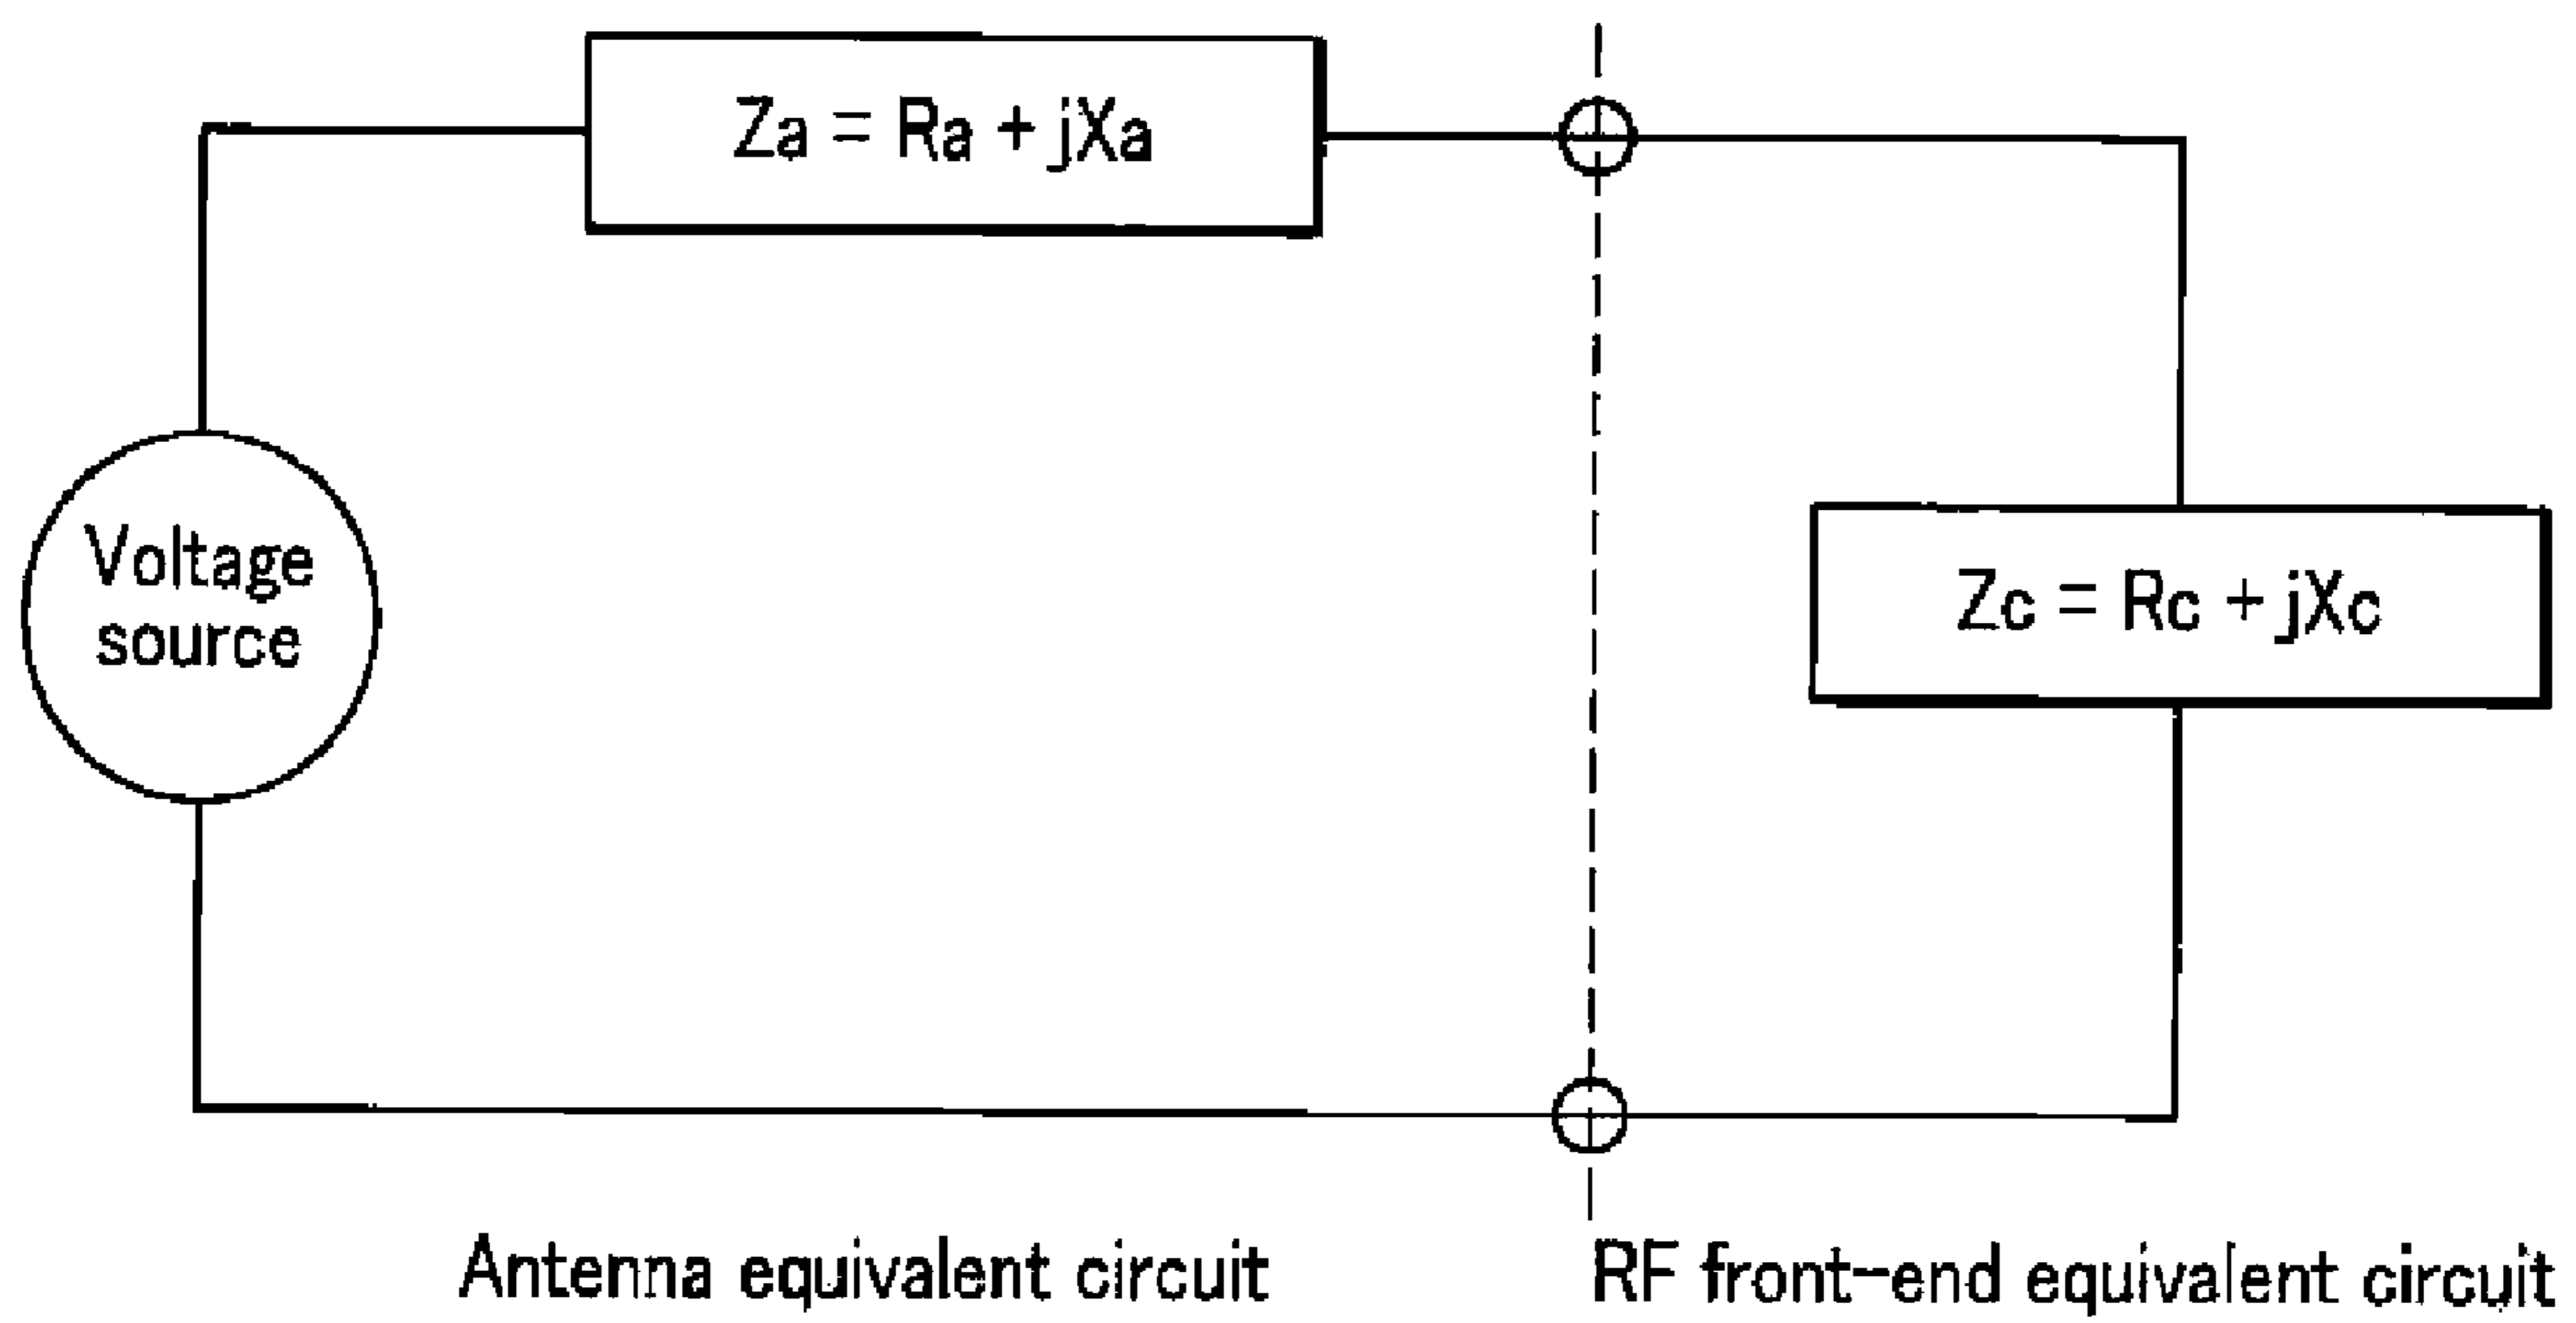 Za = Ra + jXa
Voltage
source
Zc = Rc + jXc
Antenna equivalent circuit
RF front-end equivalent circuit